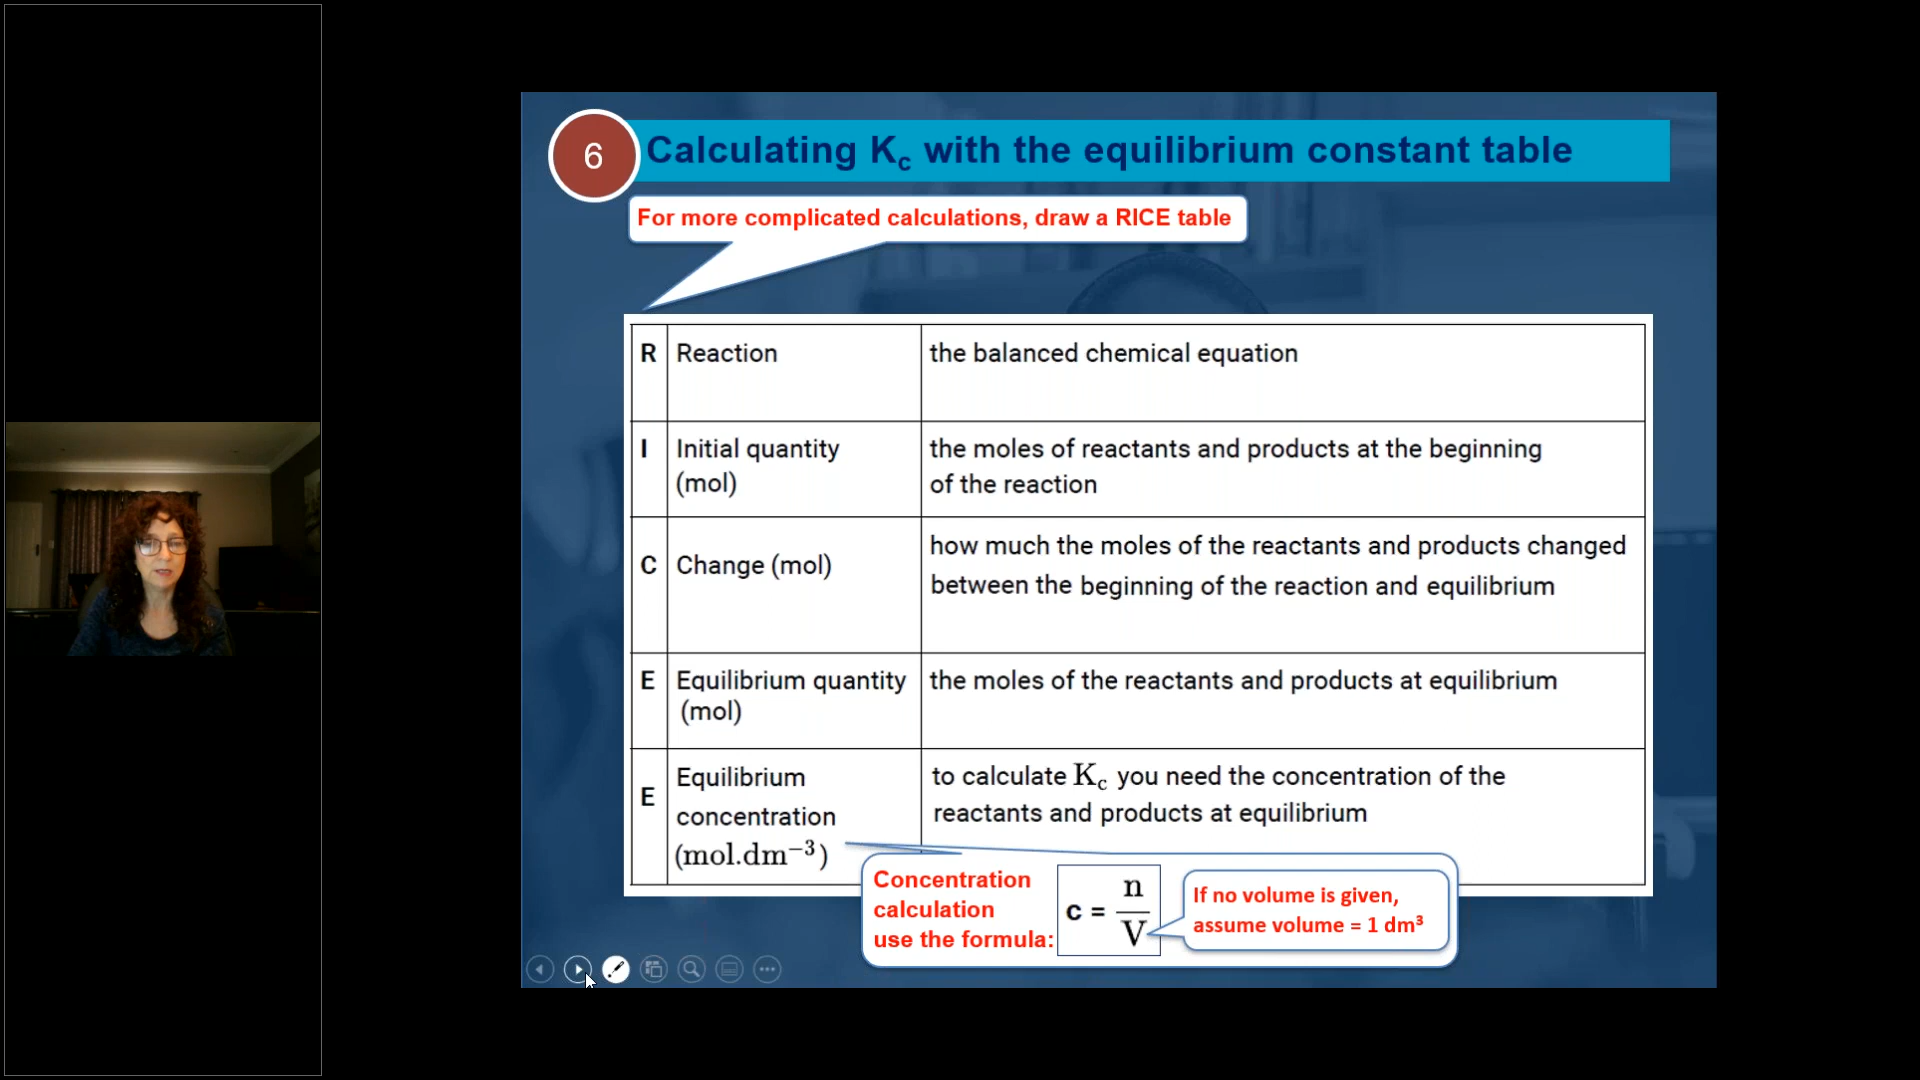 6
Calculating Kc with the equilibrium constant table
For more complicated calculations, draw a RICE table
R Reaction the balanced chemical equation
I Initial quantity (mol) the moles of reactants and products at the beginning
of the reaction
C Change (mol) how much the moles of the reactants and products changed
between the beginning of the reaction and equilibrium
E Equilibrium quantity (mol) the moles of the reactants and products at equilibrium
E Equilibrium concentration (mol.dm⁻³) to calculate Kc you need the concentration of the
reactants and products at equilibrium
Concentration
calculation
use the formula:
c = n/V
If no volume is given,
assume volume = 1 dm³